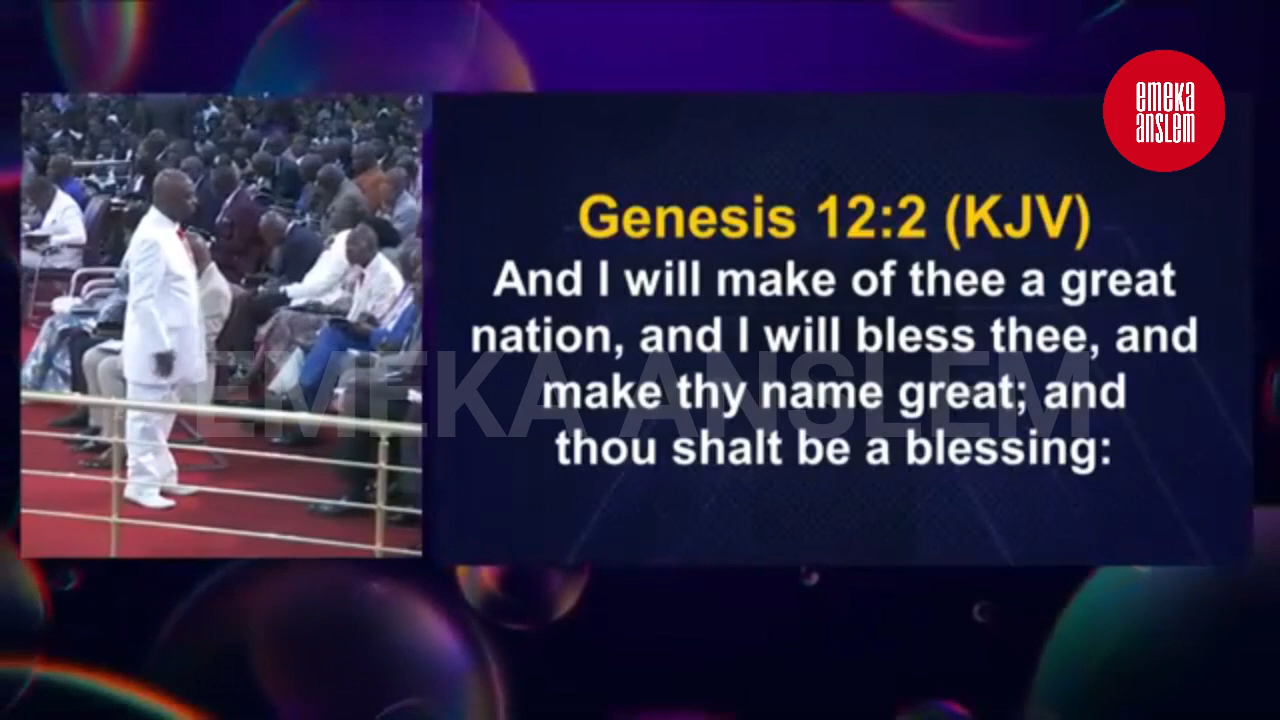 emeka
anslem
Genesis 12:2 (KJV)
And I will make of thee a great
nation, and I will bless thee, and
make thy name great; and
thou shalt be a blessing:
EMEKA ANSLEM